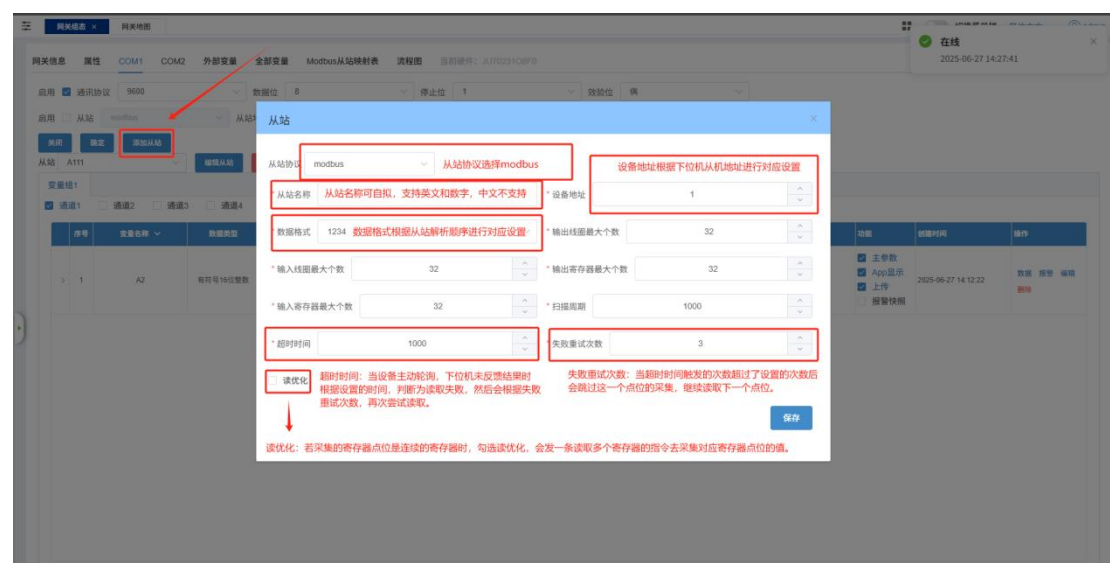 网关组态 × 网关地图
在线 ×
2025-06-27 14:27:41
网关信息 属性 COM1 COM2 外部变量 全部变量 Modbus从站映射表 流程图
启用 通讯协议 9600 数据位 8 停止位 1 效验位 偶
启用 从站 modbus 从站
关闭 确定 添加从站
从站 A111 编辑从站
变量组1
通道1 通道2 通道3 通道4
序号 变量名称 数据类型 功能 创建时间 操作
1 A2 有符号16位整数 2025-06-27 14:12:22 数据 报警 编辑
删除
主参数
App显示
上传
报警快照
从站 ×
从站协议 modbus 从站协议选择modbus
设备地址根据下位机从机地址进行对应设置
* 从站名称 从站名称可自拟，支持英文和数字，中文不支持 * 设备地址 1
* 数据格式 1234 数据格式根据从站解析顺序进行对应设置 * 输出线圈最大个数 32
* 输入线圈最大个数 32 * 输出寄存器最大个数 32
* 输入寄存器最大个数 32 * 扫描周期 1000
* 超时时间 1000 * 失败重试次数 3
读优化
超时时间：当设备主动轮询，下位机未反馈结果时
根据设置的时间，判断为读取失败，然后会根据失败
重试次数，再次尝试读取。
失败重试次数：当超时时间触发的次数超过了设置的次数后
会跳过这一个点位的采集，继续读取下一个点位。
保存
读优化：若采集的寄存器点位是连续的寄存器时，勾选读优化，会发一条读取多个寄存器的指令去采集对应寄存器点位的值。